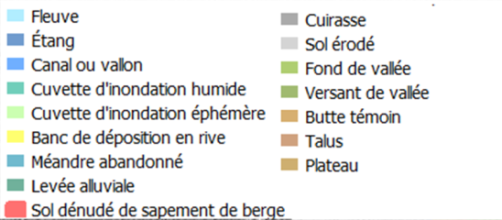 Fleuve
Étang
Canal ou vallon
Cuvette d'inondation humide
Cuvette d'inondation éphémère
Banc de déposition en rive
Méandre abandonné
Levée alluviale
Sol dénudé de sapement de berge
Cuirasse
Sol érodé
Fond de vallée
Versant de vallée
Butte témoin
Talus
Plateau